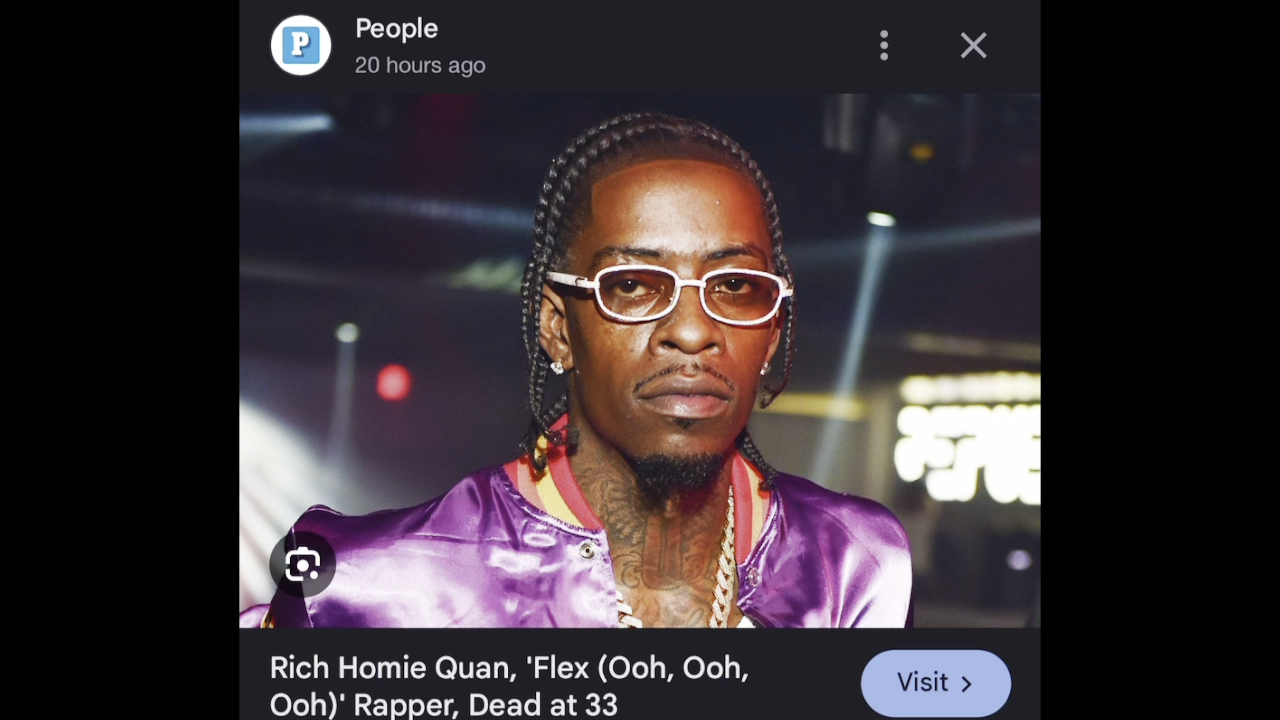 P
People
20 hours ago
Rich Homie Quan, 'Flex (Ooh, Ooh,
Ooh)' Rapper, Dead at 33
Visit